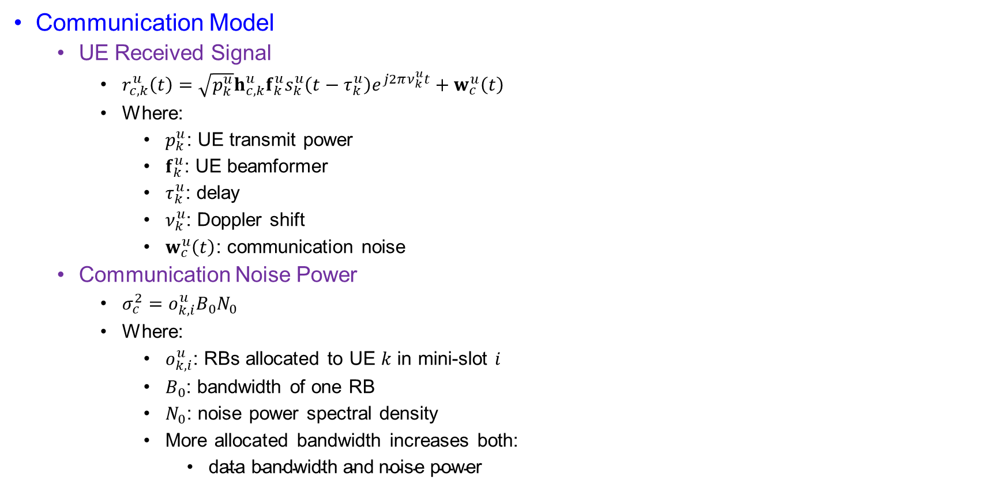 • Communication Model
• UE Received Signal
• $r_{c,k}^{u}(t) = \sqrt{p_k^u}\mathbf{h}_{c,k}^{u}\mathbf{f}_k^u s_k^u(t - \tau_k^u)e^{j2\pi\nu_k^u t} + \mathbf{w}_c^u(t)$
• Where:
• $p_k^u$: UE transmit power
• $\mathbf{f}_k^u$: UE beamformer
• $\tau_k^u$: delay
• $\nu_k^u$: Doppler shift
• $\mathbf{w}_c^u(t)$: communication noise
• Communication Noise Power
• $\sigma_c^2 = o_{k,i}^u B_0 N_0$
• Where:
• $o_{k,i}^u$: RBs allocated to UE $k$ in mini-slot $i$
• $B_0$: bandwidth of one RB
• $N_0$: noise power spectral density
• More allocated bandwidth increases both:
• data bandwidth and noise power